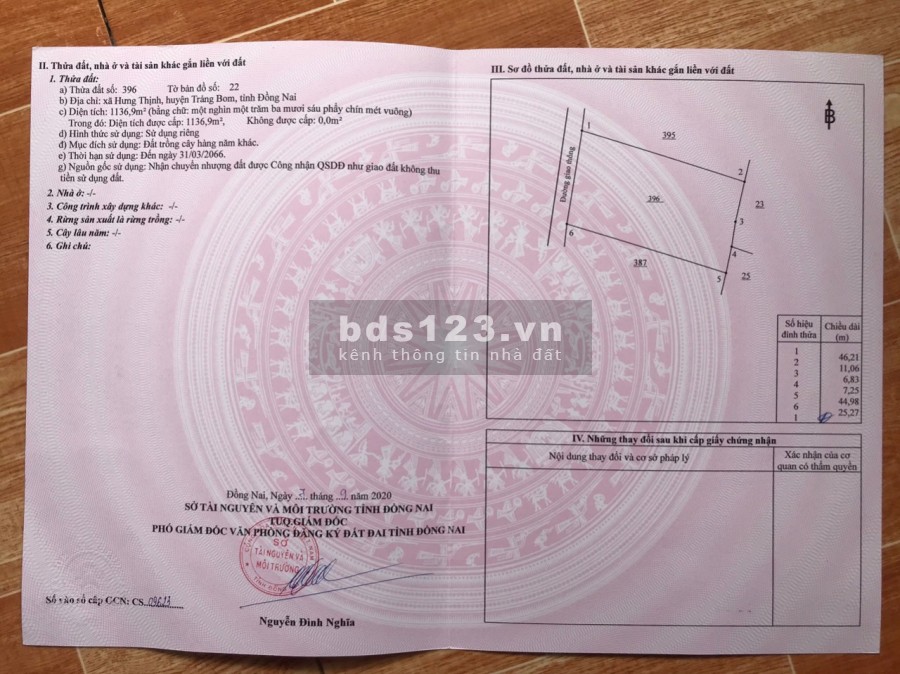 II. Thửa đất, nhà ở và tài sản khác gắn liền với đất
1. Thửa đất:
a) Thửa đất số: 396 Tờ bản đồ số: 22
b) Địa chỉ: xã Hưng Thịnh, huyện Trảng Bom, tỉnh Đồng Nai
c) Diện tích: 1136,9m² (bằng chữ: một nghìn một trăm ba mươi sáu phẩy chín mét vuông)
Trong đó: Diện tích được cấp: 1136,9m², Không được cấp: 0,0m²
d) Hình thức sử dụng: Sử dụng riêng
đ) Mục đích sử dụng: Đất trồng cây hàng năm khác.
e) Thời hạn sử dụng: Đến ngày 31/03/2066.
g) Nguồn gốc sử dụng: Nhận chuyển nhượng đất được Công nhận QSDĐ như giao đất không thu
tiền sử dụng đất.
2. Nhà ở: -/-
3. Công trình xây dựng khác: -/-
4. Rừng sản xuất là rừng trồng: -/-
5. Cây lâu năm: -/-
6. Ghi chú:
Đồng Nai, Ngày tháng năm 2020
SỞ TÀI NGUYÊN VÀ MÔI TRƯỜNG TỈNH ĐỒNG NAI
TUQ.GIÁM ĐỐC
PHÓ GIÁM ĐỐC VĂN PHÒNG ĐĂNG KÝ ĐẤT ĐAI TỈNH ĐỒNG NAI
SỞ
TÀI NGUYÊN VÀ
MÔI TRƯỜNG
Số vào sổ cấp GCN: CS
Nguyễn Đình Nghĩa
bds123.vn
kênh thông tin nhà đất
III. Sơ đồ thửa đất, nhà ở và tài sản khác gắn liền với đất
B
1
395
2
Đường giao thông
396
23
3
6
4
387
5
25
Số hiệu đỉnh thửa Chiều dài (m)
1
46,21
2
11,06
3
6,83
4
7,25
5
44,98
6
25,27
1
IV. Những thay đổi sau khi cấp giấy chứng nhận
Nội dung thay đổi và cơ sở pháp lý
Xác nhận của cơ
quan có thẩm quyền